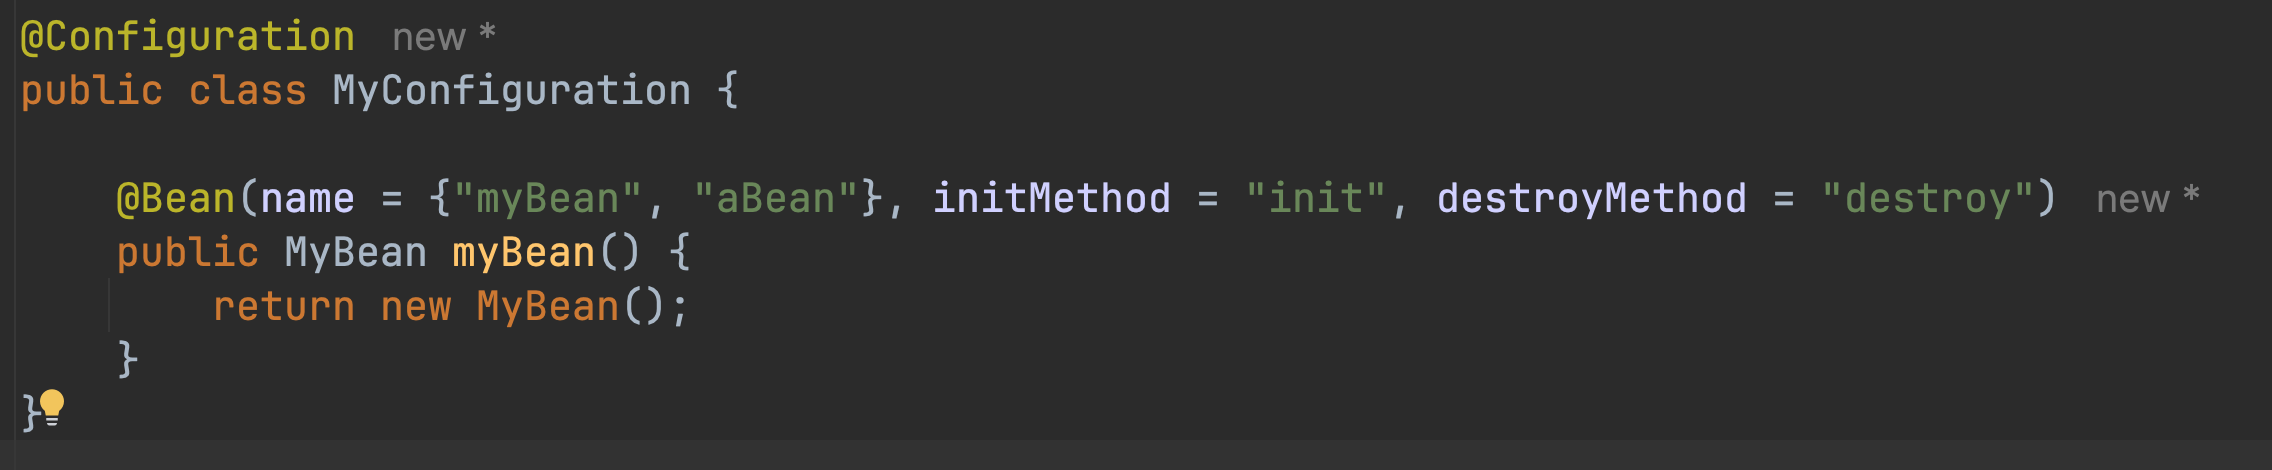 @Configuration new *
public class MyConfiguration {
@Bean(name = {"myBean", "aBean"}, initMethod = "init", destroyMethod = "destroy") new *
public MyBean myBean() {
return new MyBean();
}
}